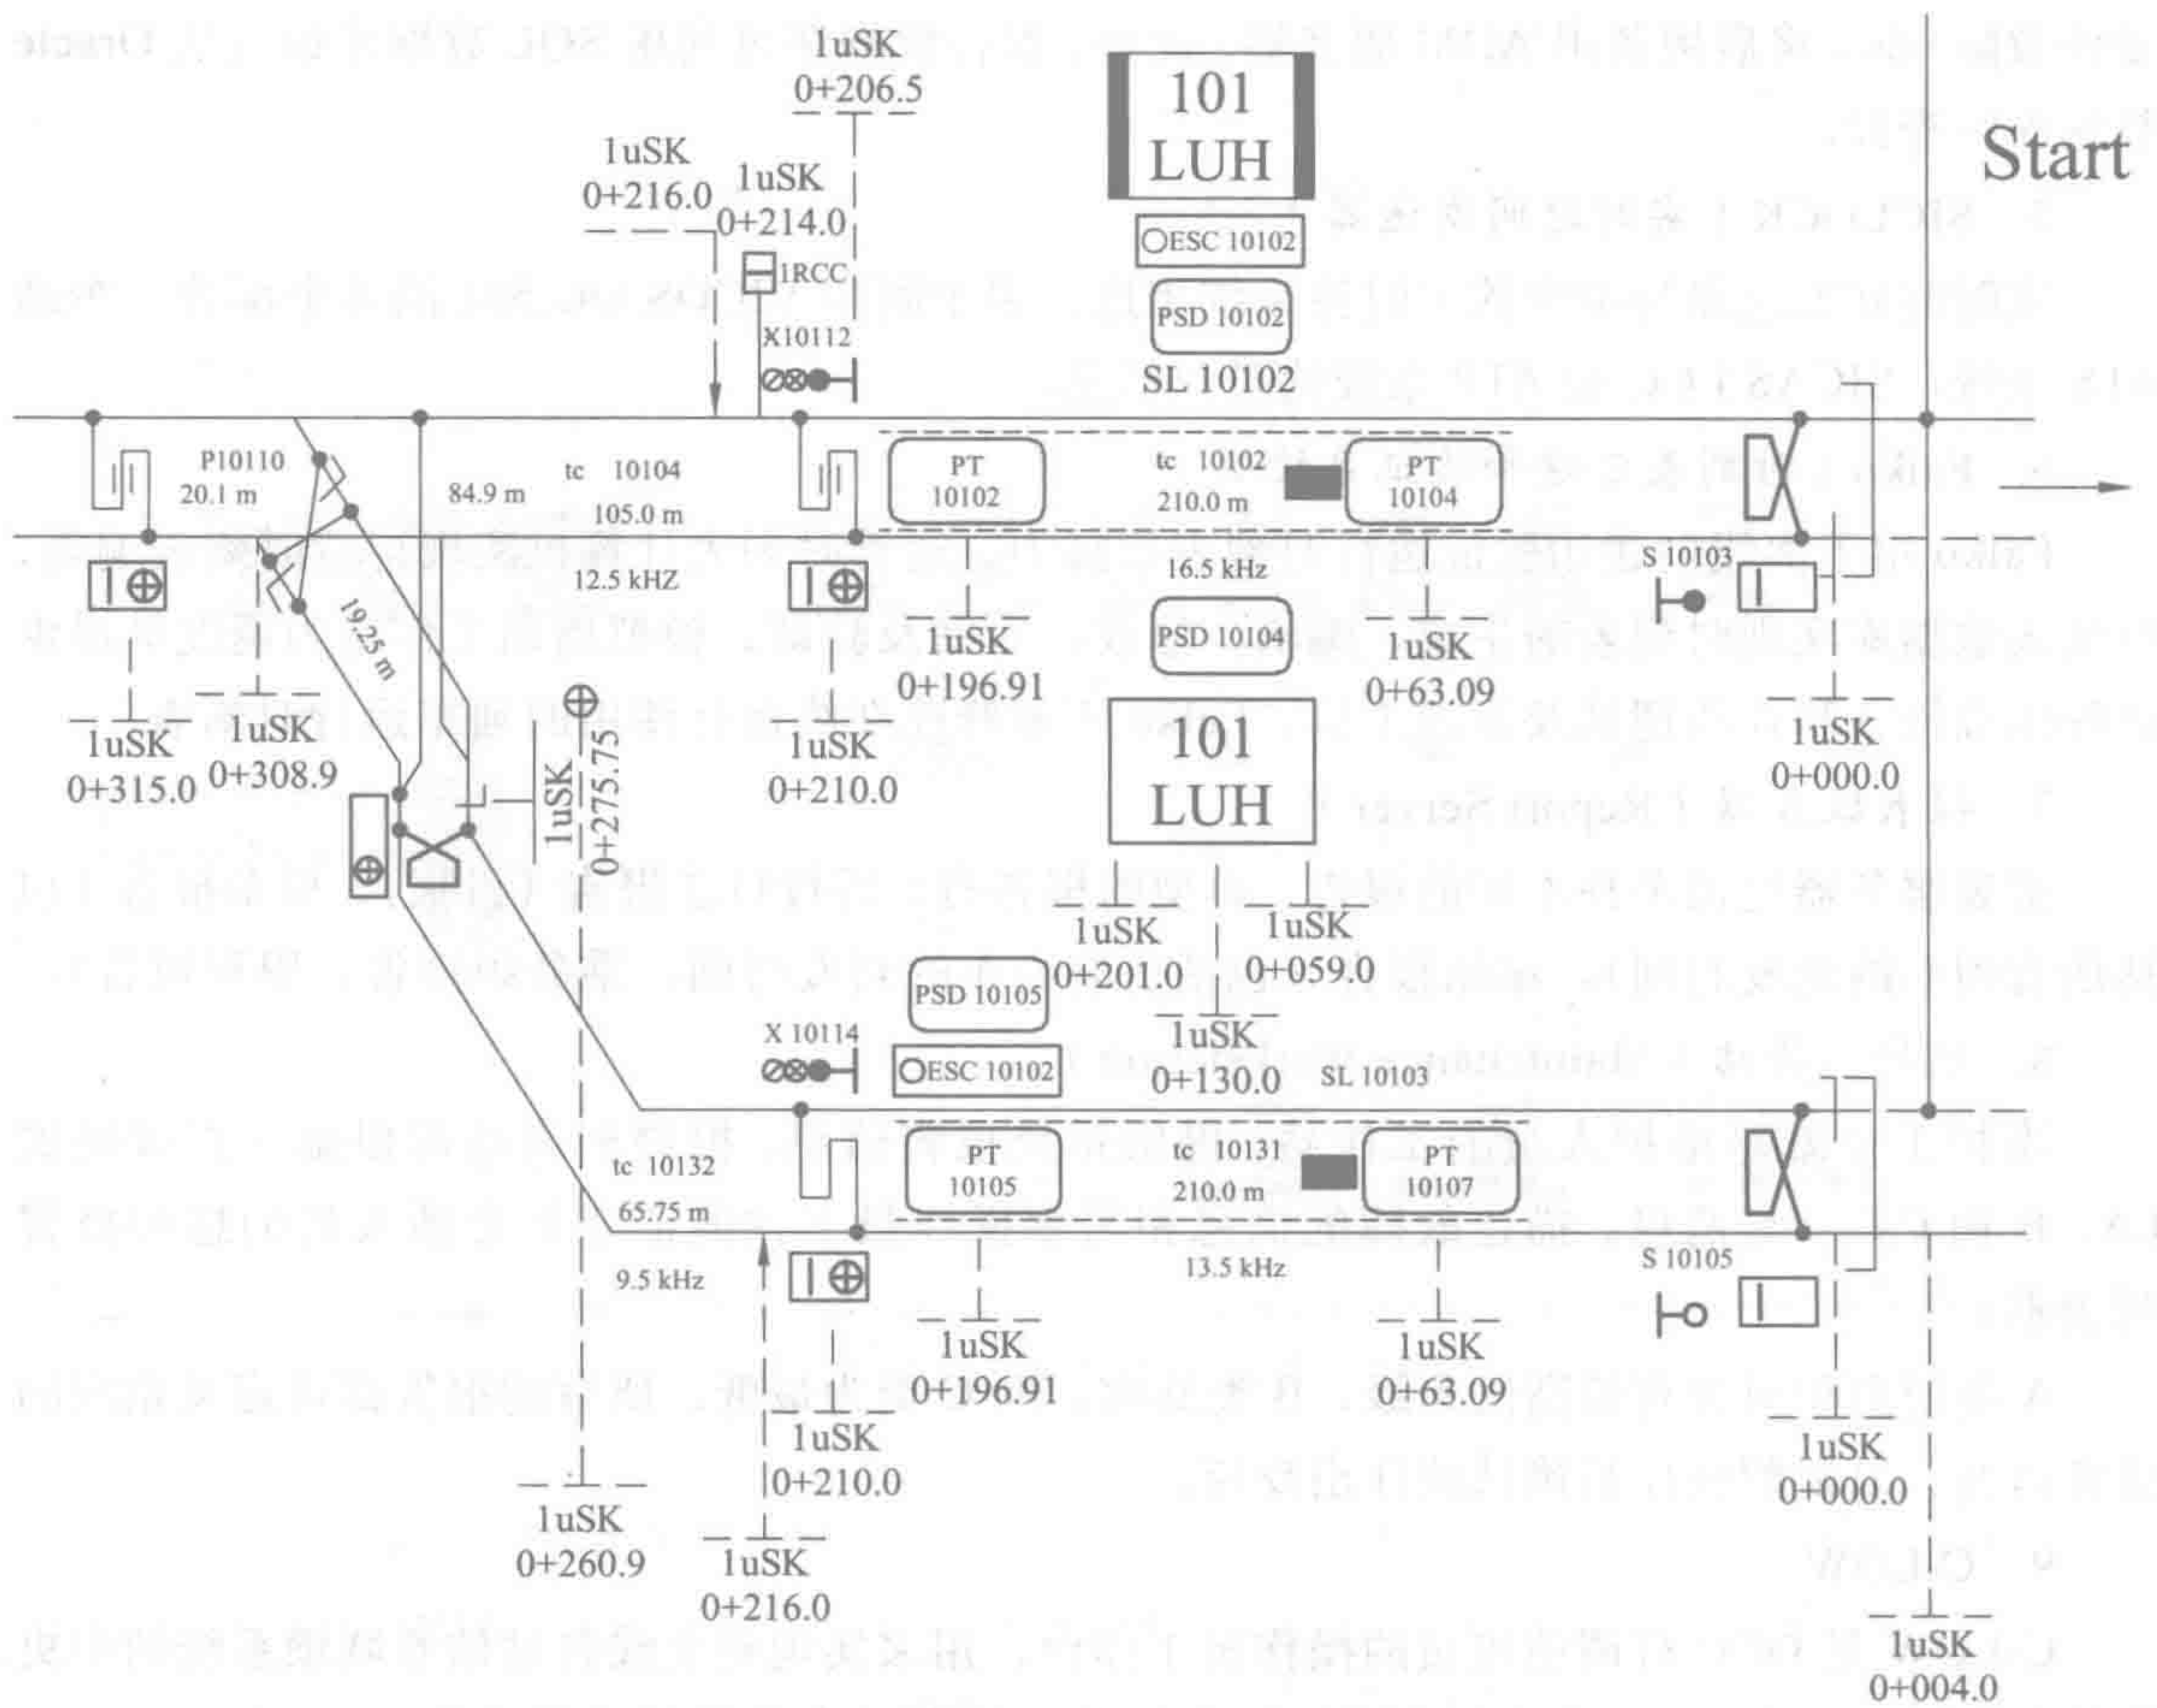 1uSK
0+206.5
101
LUH
Start
1uSK
0+216.0
1uSK
0+214.0
1RCC
ESC 10102
PSD 10102
X10112
SL 10102
P10110
20.1 m
84.9 m
tc 10104
105.0 m
12.5 kHZ
PT
10102
tc 10102
210.0 m
PT
10104
16.5 kHz
S 10103
19.25 m
PSD 10104
1uSK
0+315.0
1uSK
0+308.9
1uSK
0+275.75
1uSK
0+210.0
1uSK
0+196.91
101
LUH
1uSK
0+63.09
1uSK
0+000.0
1uSK
0+201.0
1uSK
0+059.0
1uSK
0+130.0
PSD 10105
X 10114
ESC 10102
SL 10103
tc 10132
65.75 m
9.5 kHz
PT
10105
tc 10131
210.0 m
PT
10107
13.5 kHz
S 10105
1uSK
0+196.91
1uSK
0+63.09
1uSK
0+210.0
1uSK
0+000.0
1uSK
0+260.9
1uSK
0+216.0
1uSK
0+004.0